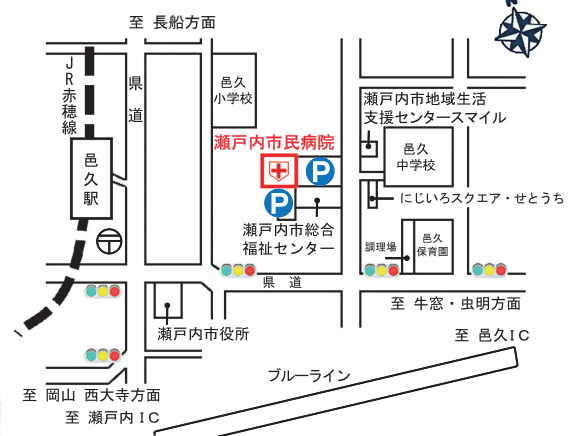 至 長船方面
N
JR赤穂線
県道
邑久
小学校
瀬戸内市地域生活
支援センタースマイル
瀬戸内市民病院
邑久
中学校
邑久駅
P
にじいろスクエア・せとうち
P
瀬戸内市総合
福祉センター
調理場
邑久
保育園
県 道
至 牛窓・虫明方面
瀬戸内市役所
至 邑久IC
ブルーライン
至 岡山 西大寺方面
至 瀬戸内IC